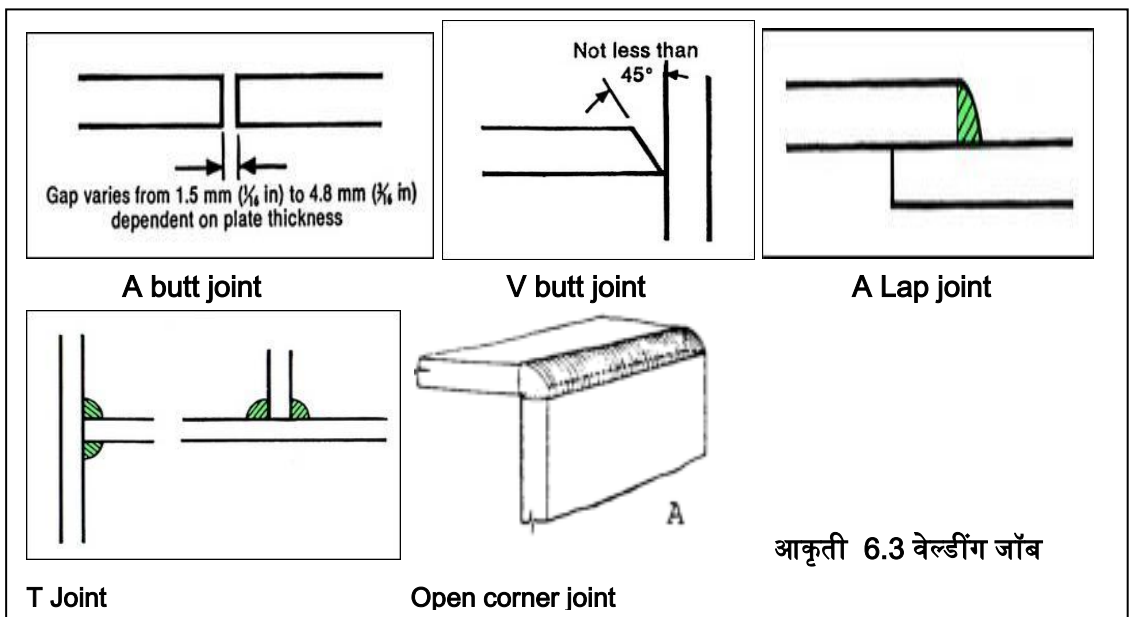 Not less than
45°
Gap varies from 1.5 mm (1/16 in) to 4.8 mm (3/16 in)
dependent on plate thickness
A butt joint
V butt joint
A Lap joint
A
आकृती 6.3 वेल्डींग जॉब
T Joint
Open corner joint